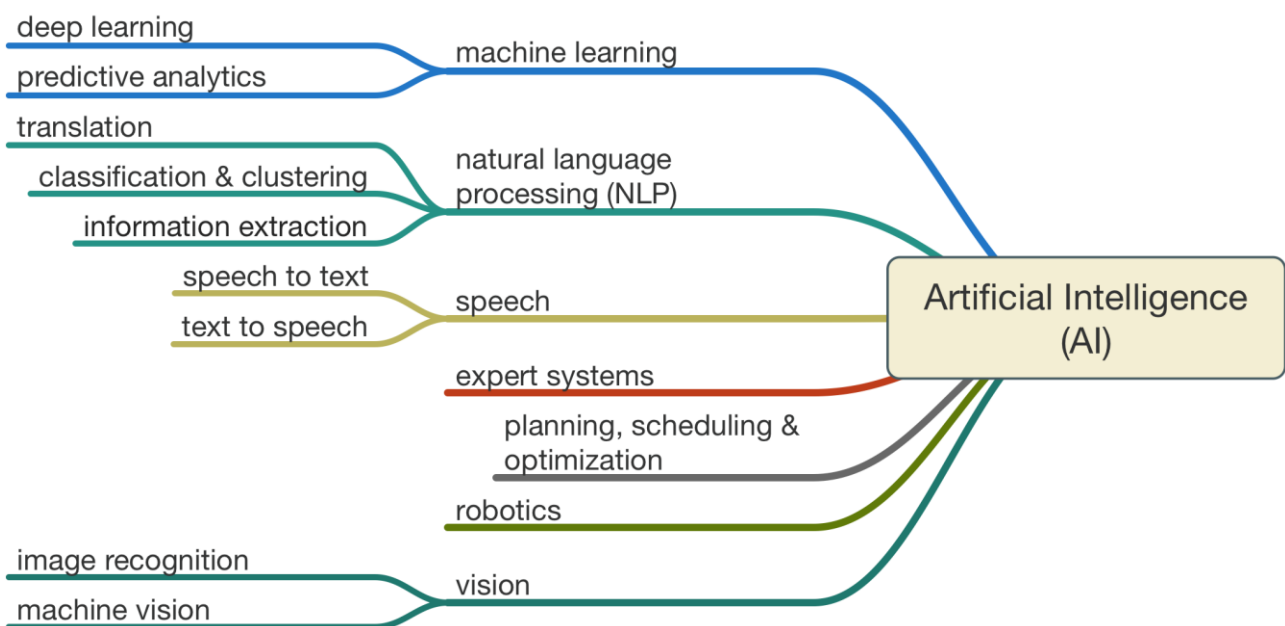 deep learning
predictive analytics
machine learning
translation
classification & clustering
information extraction
natural language
processing (NLP)
speech to text
text to speech
speech
expert systems
planning, scheduling &
optimization
robotics
image recognition
machine vision
vision
Artificial Intelligence
(AI)